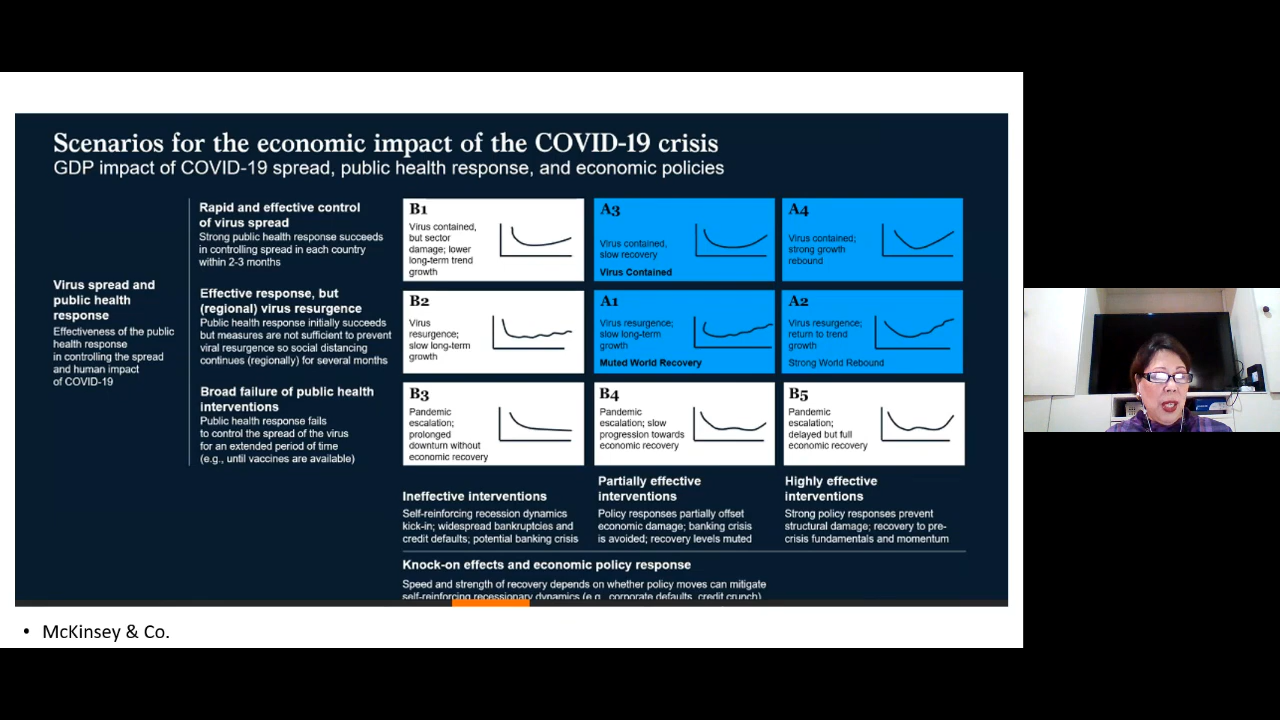 Scenarios for the economic impact of the COVID-19 crisis
GDP impact of COVID-19 spread, public health response, and economic policies
Virus spread and
public health
response
Effectiveness of the public
health response
in controlling the spread
and human impact
of COVID-19
Rapid and effective control
of virus spread
Strong public health response succeeds
in controlling spread in each country
within 2-3 months
B1
Virus contained,
but sector
damage; lower
long-term trend
growth
A3
Virus contained,
slow recovery
Virus Contained
A4
Virus contained;
strong growth
rebound
Effective response, but
(regional) virus resurgence
Public health response initially succeeds
but measures are not sufficient to prevent
viral resurgence so social distancing
continues (regionally) for several months
B2
Virus
resurgence;
slow long-term
growth
A1
Virus resurgence;
slow long-term
growth
Muted World Recovery
A2
Virus resurgence;
return to trend
growth
Strong World Rebound
Broad failure of public health
interventions
Public health response fails
to control the spread of the virus
for an extended period of time
(e.g., until vaccines are available)
B3
Pandemic
escalation;
prolonged
downturn without
economic recovery
B4
Pandemic
escalation; slow
progression towards
economic recovery
B5
Pandemic
escalation;
delayed but full
economic recovery
Ineffective interventions
Self-reinforcing recession dynamics
kick-in; widespread bankruptcies and
credit defaults; potential banking crisis
Partially effective
interventions
Policy responses partially offset
economic damage; banking crisis
is avoided; recovery levels muted
Highly effective
interventions
Strong policy responses prevent
structural damage; recovery to pre-
crisis fundamentals and momentum
Knock-on effects and economic policy response
Speed and strength of recovery depends on whether policy moves can mitigate
self-reinforcing recessionary dynamics (e.g., corporate defaults, credit crunch)
• McKinsey & Co.